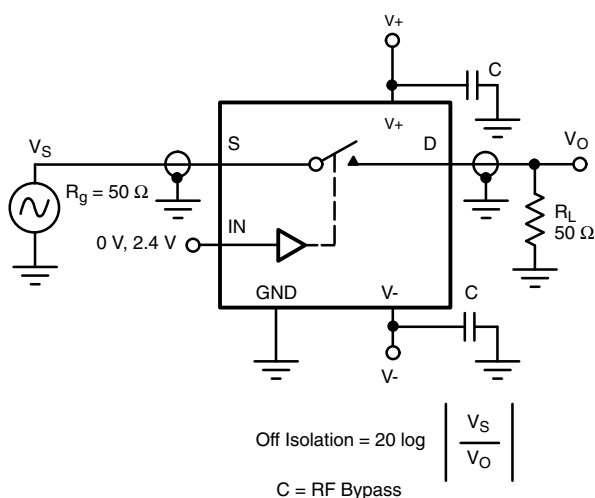 V+
C
V+
V_S
S
D
V_O
R_g = 50 Ω
R_L
50 Ω
0 V, 2.4 V
IN
GND
V-
C
V-
Off Isolation = 20 log | V_S / V_O |
C = RF Bypass